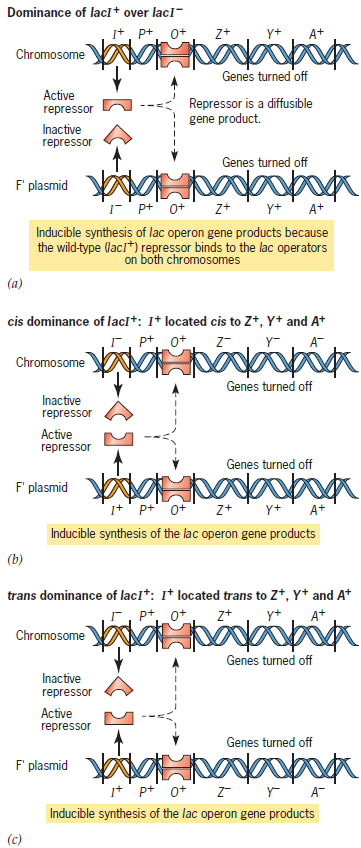 Dominance of lacI+ over lacI−
I+ P+ O+ Z+ Y+ A+
Chromosome
Genes turned off
Active
repressor
Repressor is a diffusible
gene product.
Inactive
repressor
Genes turned off
F' plasmid
I− P+ O+ Z+ Y+ A+
Inducible synthesis of lac operon gene products because
the wild-type (lacI+) repressor binds to the lac operators
on both chromosomes
(a)
cis dominance of lacI+: I+ located cis to Z+, Y+ and A+
I− P+ O+ Z− Y− A−
Chromosome
Genes turned off
Inactive
repressor
Active
repressor
Genes turned off
F' plasmid
I+ P+ O+ Z+ Y+ A+
Inducible synthesis of the lac operon gene products
(b)
trans dominance of lacI+: I+ located trans to Z+, Y+ and A+
I− P+ O+ Z+ Y+ A+
Chromosome
Genes turned off
Inactive
repressor
Active
repressor
Genes turned off
F' plasmid
I+ P+ O+ Z− Y− A−
Inducible synthesis of the lac operon gene products
(c)